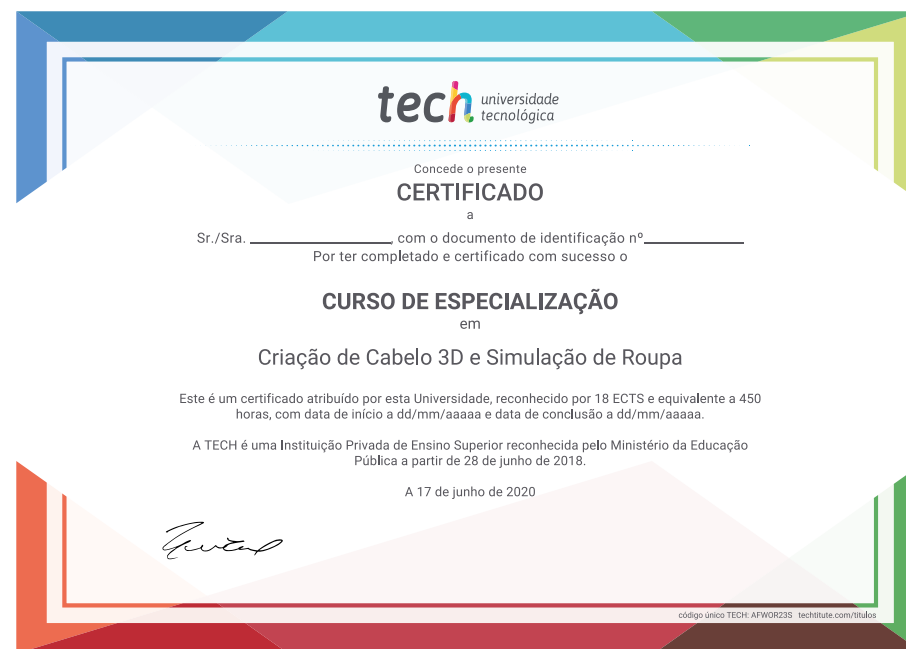 tech universidade
tecnológica
Concede o presente
CERTIFICADO
a
Sr./Sra. _________________, com o documento de identificação nº____________
Por ter completado e certificado com sucesso o
CURSO DE ESPECIALIZAÇÃO
em
Criação de Cabelo 3D e Simulação de Roupa
Este é um certificado atribuído por esta Universidade, reconhecido por 18 ECTS e equivalente a 450
horas, com data de início a dd/mm/aaaaa e data de conclusão a dd/mm/aaaaa.
A TECH é uma Instituição Privada de Ensino Superior reconhecida pelo Ministério da Educação
Pública a partir de 28 de junho de 2018.
A 17 de junho de 2020
código único TECH: AFWOR23S techtitute.com/titulos